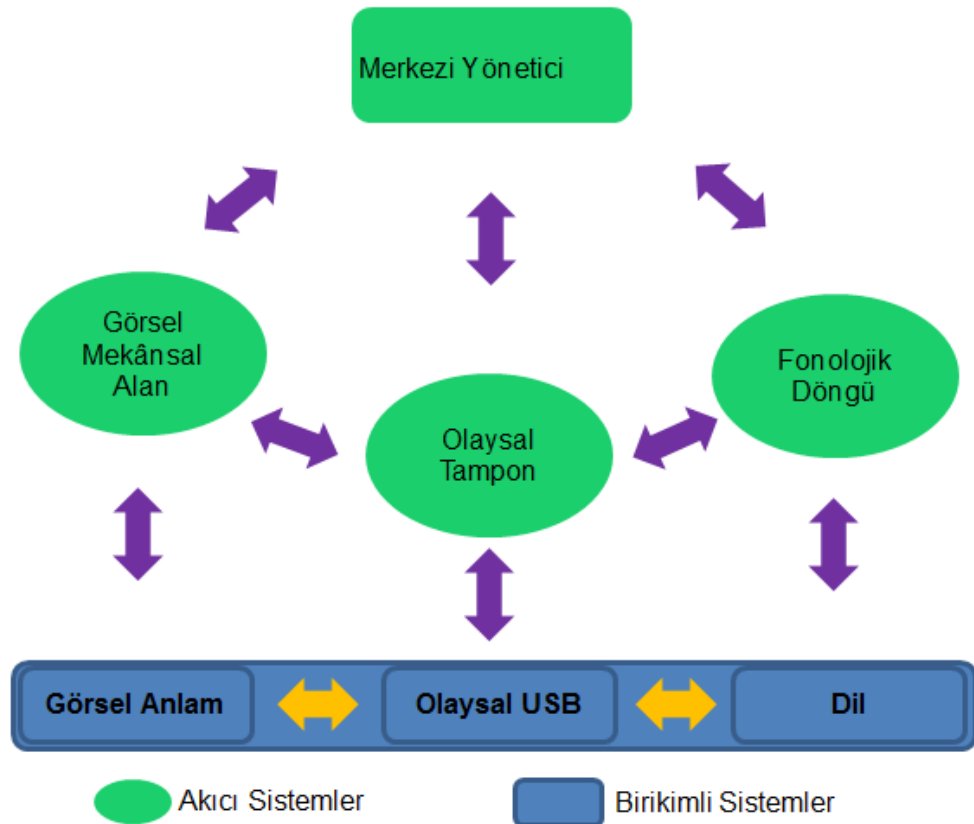 Merkezi Yönetici
Görsel
Mekânsal
Alan
Fonolojik
Döngü
Olaysal
Tampon
Görsel Anlam
Olaysal USB
Dil
Akıcı Sistemler
Birikimli Sistemler